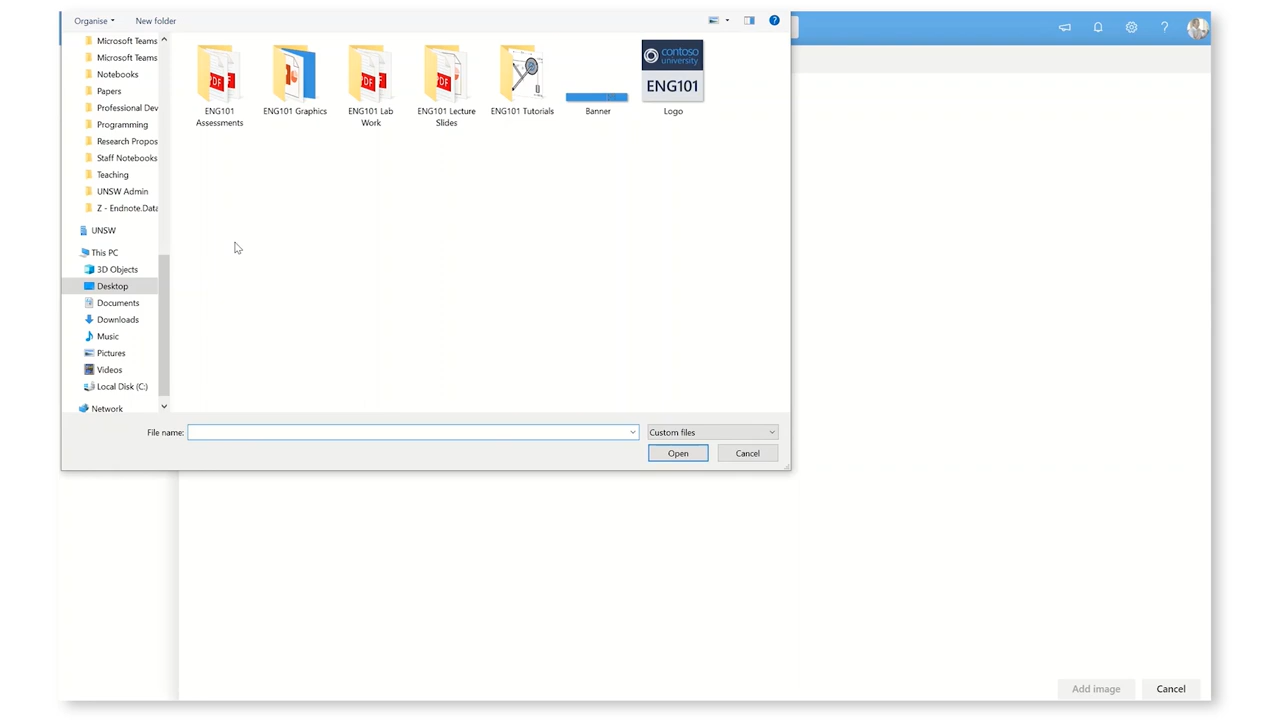 Organise
New folder
Microsoft Teams
Microsoft Teams
Notebooks
Papers
Professional Dev
Programming
Research Propos
Staff Notebooks
Teaching
UNSW Admin
Z - Endnote.Data
UNSW
This PC
3D Objects
Desktop
Documents
Downloads
Music
Pictures
Videos
Local Disk (C:)
Network
ENG101
Assessments
ENG101 Graphics
ENG101 Lab
Work
ENG101 Lecture
Slides
ENG101 Tutorials
Banner
contoso
university
ENG101
Logo
PDF
PDF
PDF
PDF
PDF
File name:
Custom files
Open
Cancel
Add image
Cancel